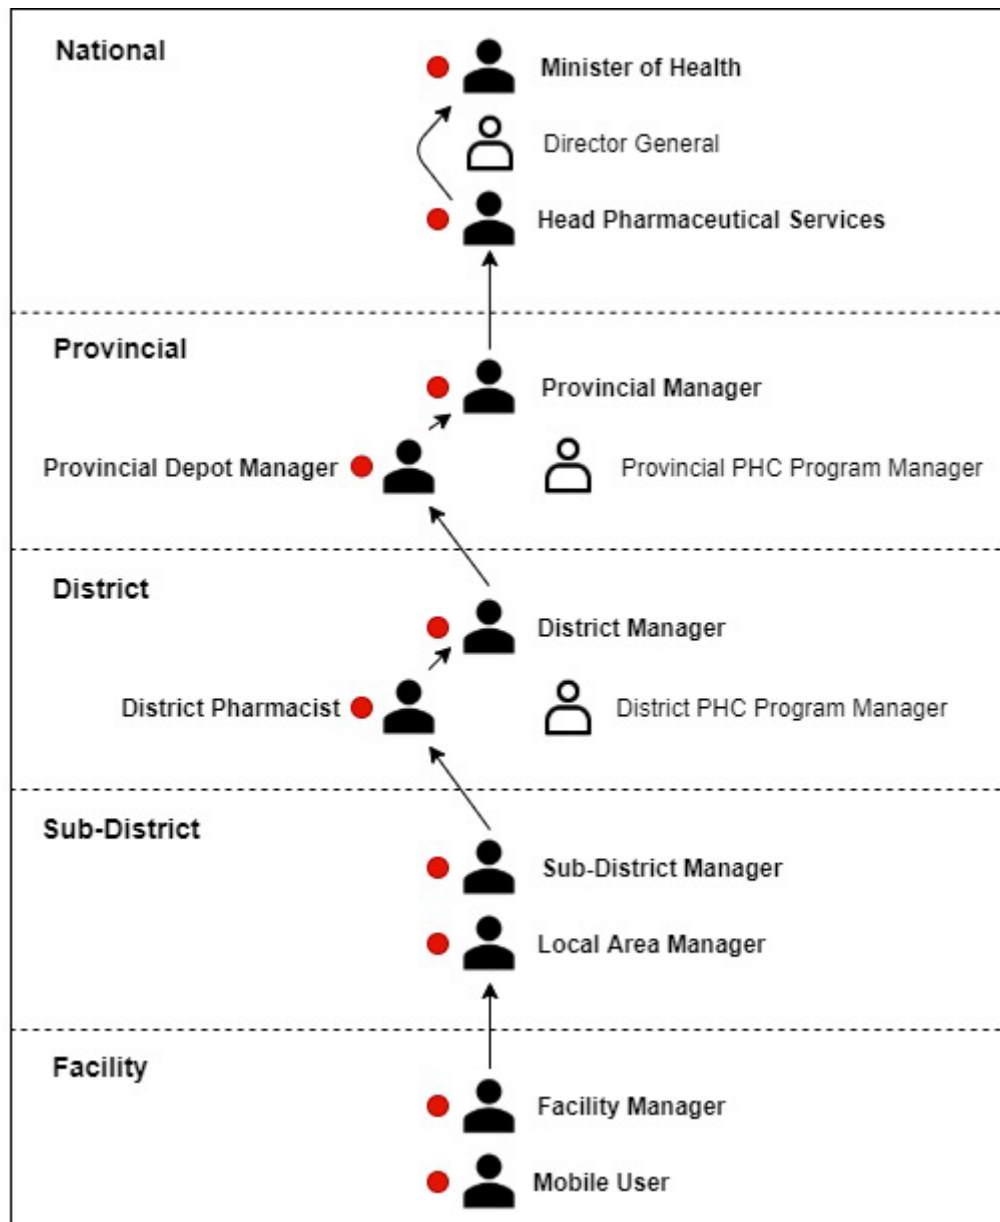 National
Minister of Health
Director General
Head Pharmaceutical Services
Provincial
Provincial Manager
Provincial Depot Manager
Provincial PHC Program Manager
District
District Manager
District Pharmacist
District PHC Program Manager
Sub-District
Sub-District Manager
Local Area Manager
Facility
Facility Manager
Mobile User